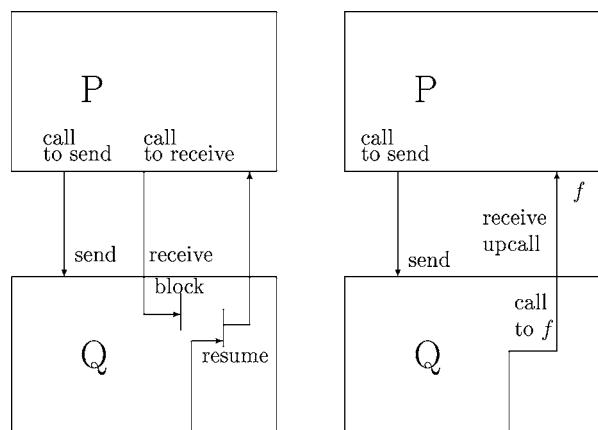 P
call
to send
call
to receive
send
receive
block
resume
Q
P
call
to send
f
receive
upcall
send
call
to f
Q